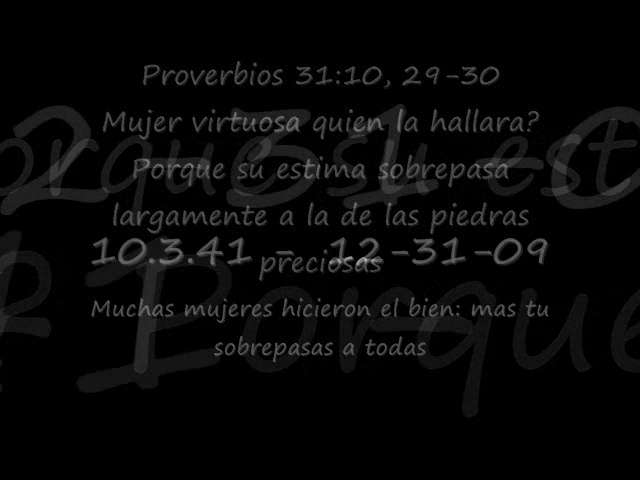 Proverbios 31:10, 29-30
Mujer virtuosa quien la hallara?
Porque su estima sobrepasa
largamente a la de las piedras
10.3.41 - 12-31-09
preciosas
Muchas mujeres hicieron el bien: mas tu
sobrepasas a todas